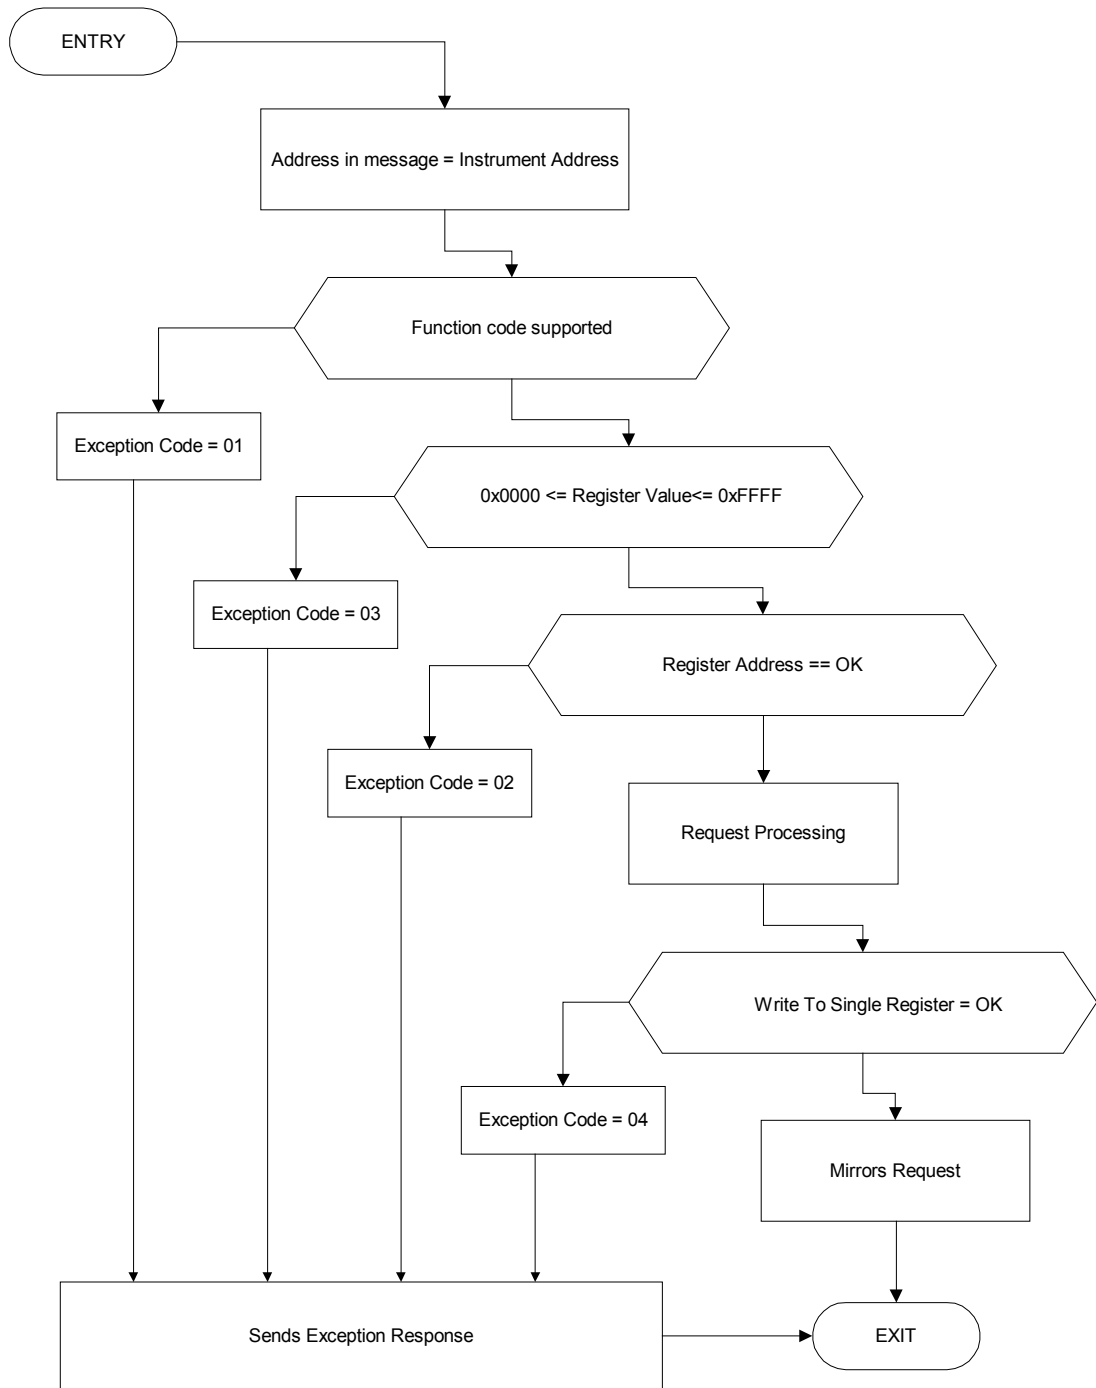 ENTRY
Address in message = Instrument Address
Function code supported
Exception Code = 01
0x0000 <= Register Value<= 0xFFFF
Exception Code = 03
Register Address == OK
Exception Code = 02
Request Processing
Write To Single Register = OK
Exception Code = 04
Mirrors Request
Sends Exception Response
EXIT